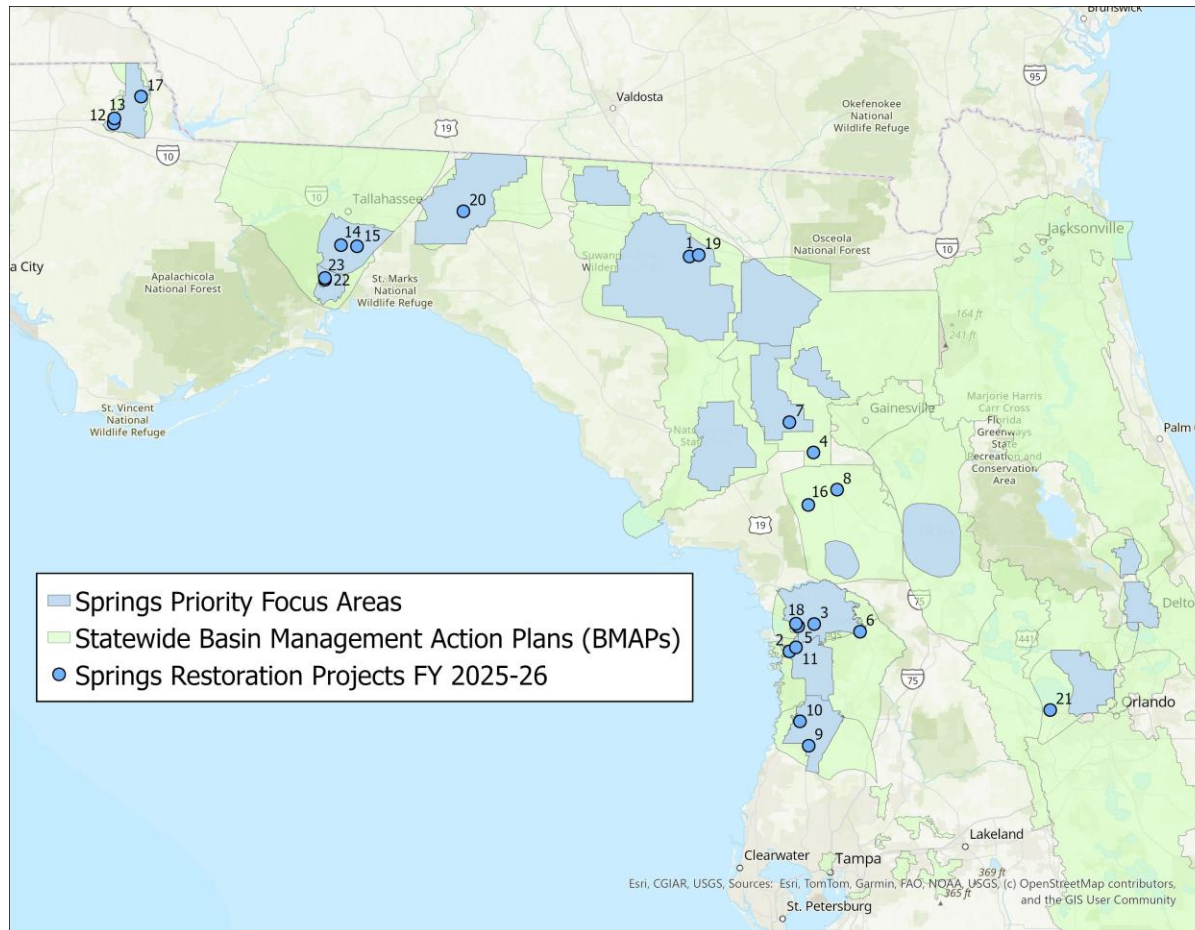 Brunswick
95
17
13
12
Valdosta
Okefenokee
National
Wildlife Refuge
19
10
10
Tallahassee
20
14
15
23
22
1
19
Osceola
National Forest
10
Jacksonville
a City
Apalachicola
National Forest
St. Marks
National
Wildlife Refuge
Suwann
Wildern
164 ft
241 ft
St. Vincent
National
Wildlife Refuge
7
Gainesville
Marjorie Harris
Carr Cross
Florida
Greenways
State
Recreation and
Conservation
Area
Palm
4
8
16
19
75
Springs Priority Focus Areas
Statewide Basin Management Action Plans (BMAPs)
Springs Restoration Projects FY 2025-26
18
3
6
5
2
11
441
Delto
75
10
9
21
Orlando
Lakeland
Clearwater
Tampa
369 ft
365 ft
St. Petersburg
Esri, CGIAR, USGS, Sources: Esri, TomTom, Garmin, FAO, NOAA, USGS, (c) OpenStreetMap contributors,
and the GIS User Community